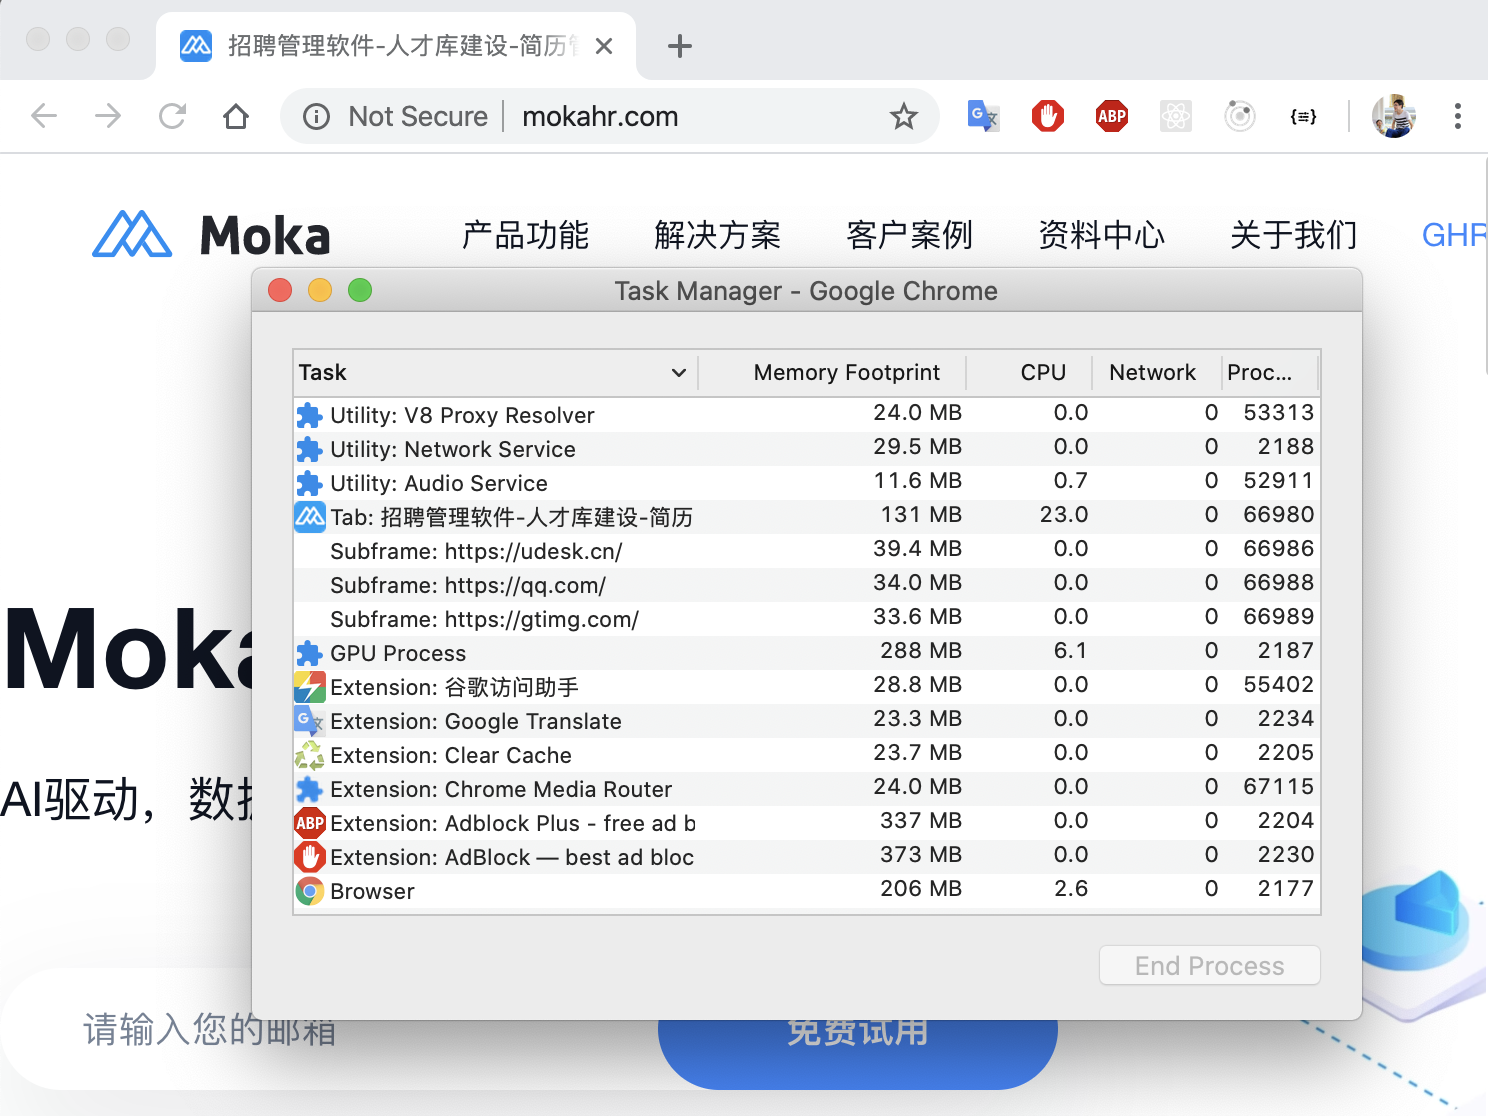 招聘管理软件-人才库建设-简历
Not Secure
mokahr.com
ABP
Moka
产品功能
解决方案
客户案例
资料中心
关于我们
GHR
Task Manager - Google Chrome
Task Memory Footprint CPU Network Proc...
Utility: V8 Proxy Resolver 24.0 MB 0.0 0 53313
Utility: Network Service 29.5 MB 0.0 0 2188
Utility: Audio Service 11.6 MB 0.7 0 52911
Tab: 招聘管理软件-人才库建设-简历 131 MB 23.0 0 66980
Subframe: https://udesk.cn/ 39.4 MB 0.0 0 66986
Subframe: https://qq.com/ 34.0 MB 0.0 0 66988
Subframe: https://gtimg.com/ 33.6 MB 0.0 0 66989
GPU Process 288 MB 6.1 0 2187
Extension: 谷歌访问助手 28.8 MB 0.0 0 55402
Extension: Google Translate 23.3 MB 0.0 0 2234
Extension: Clear Cache 23.7 MB 0.0 0 2205
Extension: Chrome Media Router 24.0 MB 0.0 0 67115
ABP Extension: Adblock Plus - free ad b 337 MB 0.0 0 2204
Extension: AdBlock — best ad bloc 373 MB 0.0 0 2230
Browser 206 MB 2.6 0 2177
End Process
Moka
AI驱动，数据
请输入您的邮箱
免费试用